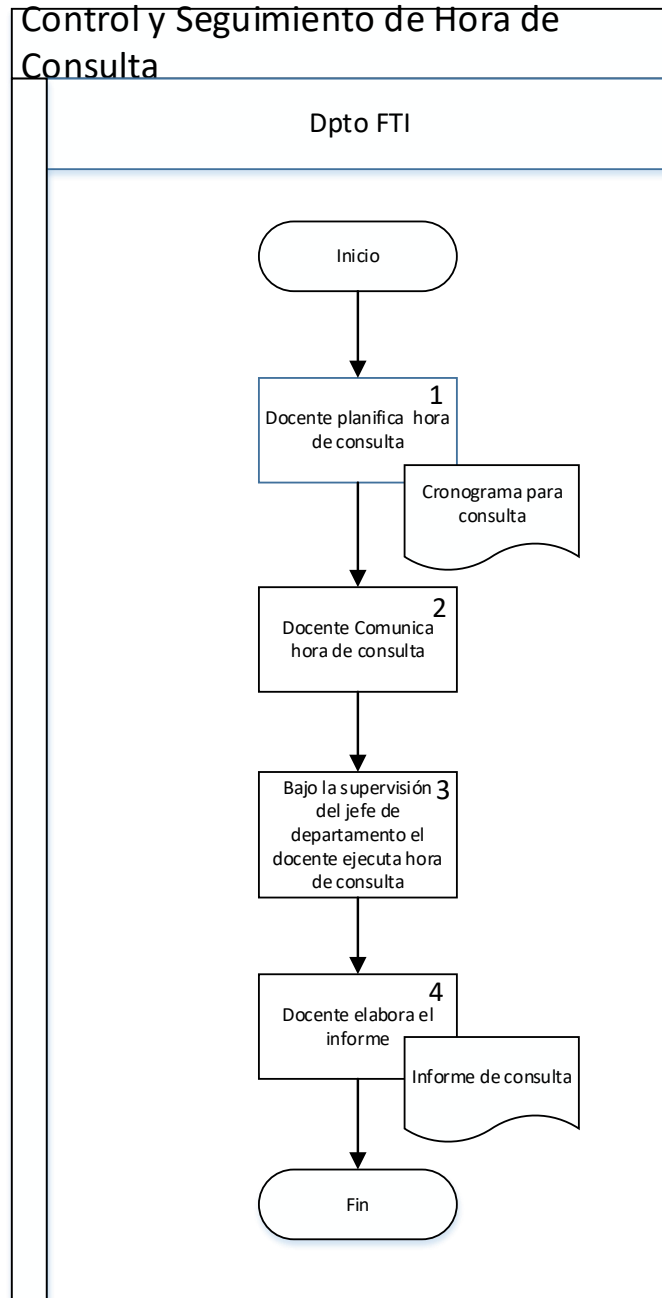 Control y Seguimiento de Hora de
Consulta
Dpto FTI
Inicio
1
Docente planifica hora
de consulta
Cronograma para
consulta
2
Docente Comunica
hora de consulta
3
Bajo la supervisión
del jefe de
departamento el
docente ejecuta hora
de consulta
4
Docente elabora el
informe
Informe de consulta
Fin